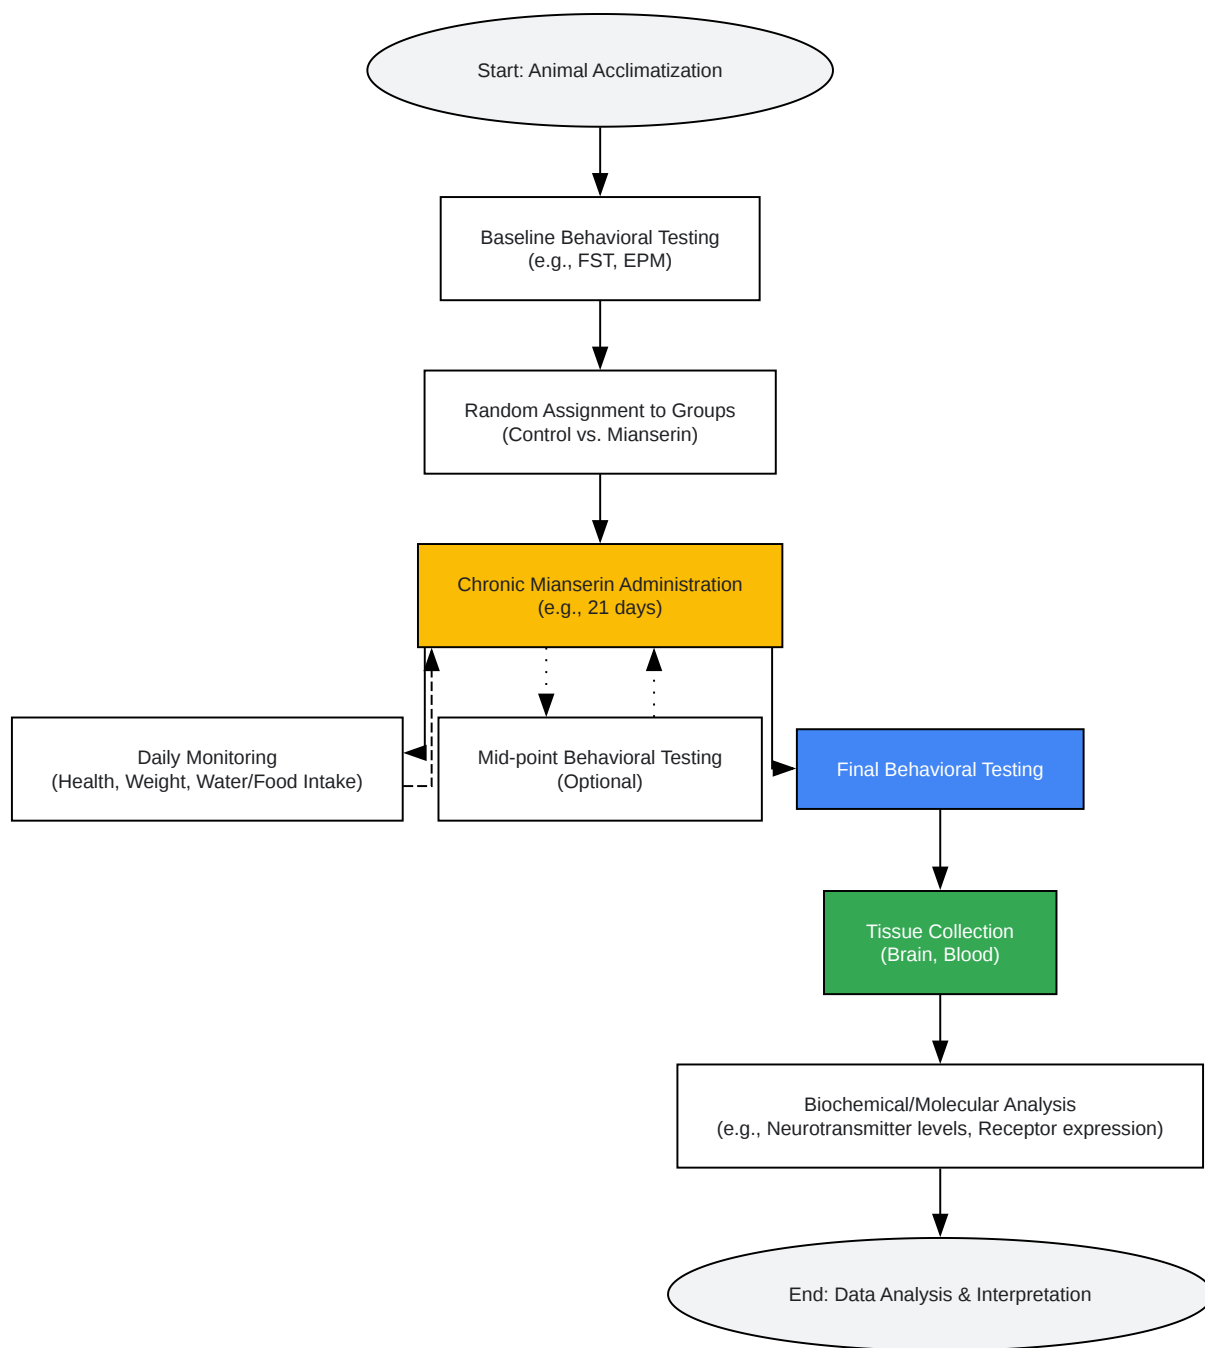 Start: Animal Acclimatization
Baseline Behavioral Testing
(e.g., FST, EPM)
Random Assignment to Groups
(Control vs. Mianserin)
Chronic Mianserin Administration
(e.g., 21 days)
Daily Monitoring
(Health, Weight, Water/Food Intake)
Mid-point Behavioral Testing
(Optional)
Final Behavioral Testing
Tissue Collection
(Brain, Blood)
Biochemical/Molecular Analysis
(e.g., Neurotransmitter levels, Receptor expression)
End: Data Analysis & Interpretation